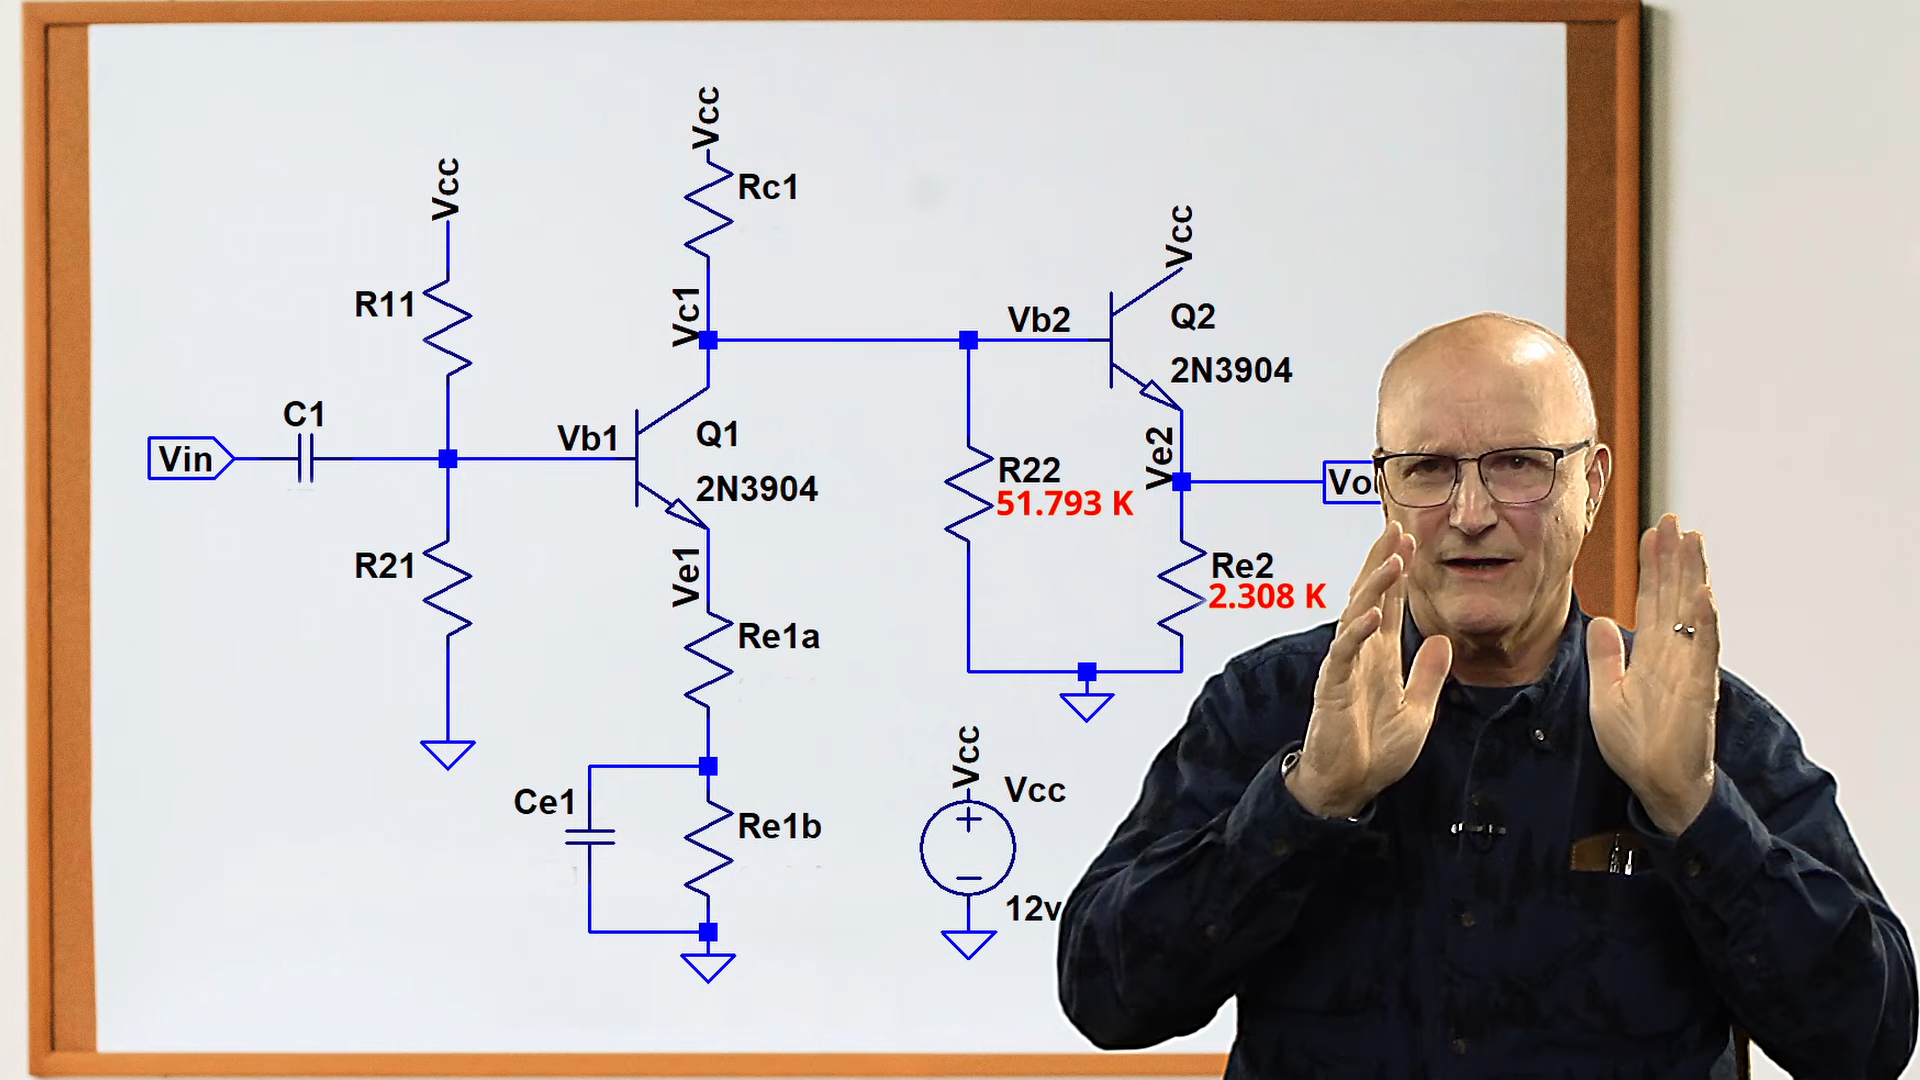 Vcc
Rc1
Vcc
R11
Vc1
C1
Vin
Vb1
Q1
2N3904
R21
Ve1
Re1a
Ce1
Re1b
Vcc
Vb2
Q2
2N3904
Ve2
R22
51.793 K
Re2
2.308 K
Vcc
Vcc
12v